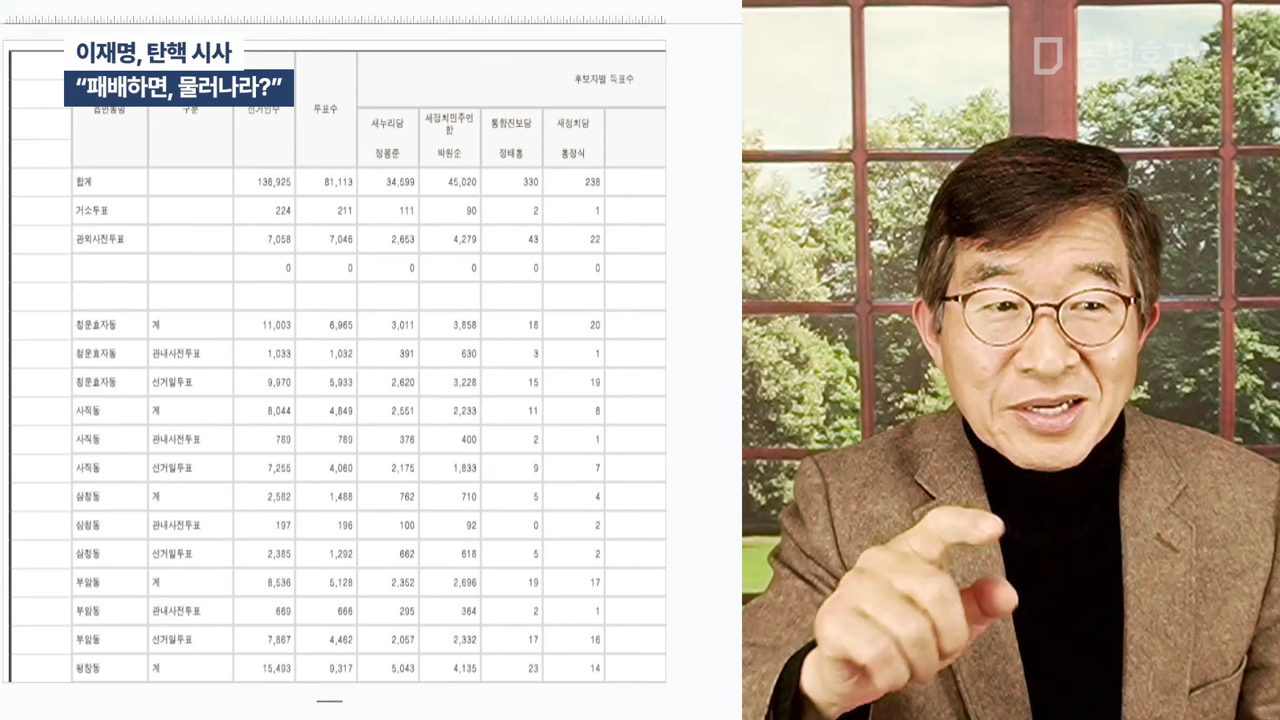 이재명, 탄핵 시사
“패배하면, 물러나라?”
공병호TV
읍면동명 구분 선거인수 투표수 후보자별 득표수
새누리당 새정치민주연합 통합진보당 새정치당
정몽준 박원순 정태흥 홍정식
합계 136,925 81,113 34,599 45,020 330 238
거소투표 224 211 111 90 2 1
관외사전투표 7,058 7,046 2,653 4,279 43 22
0 0 0 0 0 0
청운효자동 계 11,003 6,965 3,011 3,858 18 20
청운효자동 관내사전투표 1,033 1,032 391 630 3 1
청운효자동 선거일투표 9,970 5,933 2,620 3,228 15 19
사직동 계 8,044 4,849 2,551 2,233 11 8
사직동 관내사전투표 789 789 376 400 2 1
사직동 선거일투표 7,255 4,060 2,175 1,833 9 7
삼청동 계 2,582 1,488 762 710 5 4
삼청동 관내사전투표 197 196 100 92 0 2
삼청동 선거일투표 2,385 1,292 662 618 5 2
부암동 계 8,536 5,128 2,352 2,696 19 17
부암동 관내사전투표 669 666 295 364 2 1
부암동 선거일투표 7,867 4,462 2,057 2,332 17 16
평창동 계 15,493 9,317 5,043 4,135 23 14